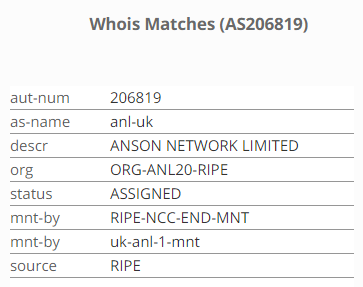 Whois Matches (AS206819)
aut-num 206819
as-name anl-uk
descr ANSON NETWORK LIMITED
org ORG-ANL20-RIPE
status ASSIGNED
mnt-by RIPE-NCC-END-MNT
mnt-by uk-anl-1-mnt
source RIPE